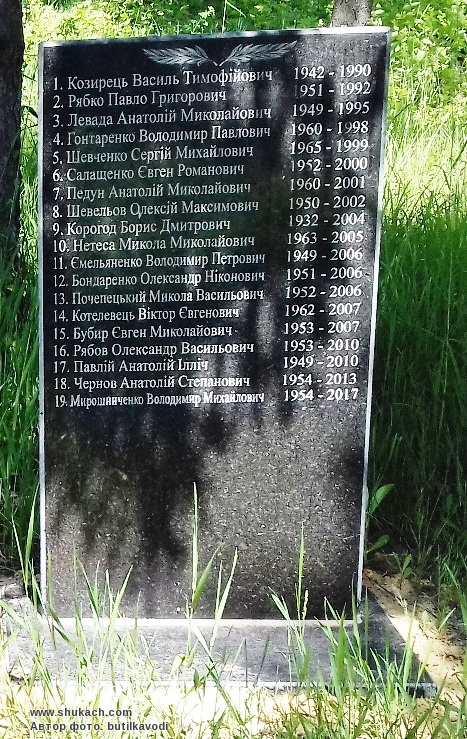 1. Козирець Василь Тимофійович 1942 - 1990
2. Рябко Павло Григорович 1951 - 1992
3. Левада Анатолій Миколайович 1949 - 1995
4. Гонтаренко Володимир Павлович 1960 - 1998
5. Шевченко Сергій Михайлович 1965 - 1999
6. Салащенко Євген Романович 1952 - 2000
7. Педун Анатолій Миколайович 1960 - 2001
8. Шевельов Олексій Максимович 1950 - 2002
9. Корогод Борис Дмитрович 1932 - 2004
10. Нетеса Микола Миколайович 1963 - 2005
11. Ємельяненко Володимир Петрович 1949 - 2006
12. Бондаренко Олександр Ніконович 1951 - 2006
13. Почепецький Микола Васильович 1952 - 2006
14. Котелевець Віктор Євгенович 1962 - 2007
15. Бубир Євген Миколайович 1953 - 2007
16. Рябов Олександр Васильович 1953 - 2010
17. Павлій Анатолій Ілліч 1949 - 2010
18. Чернов Анатолій Степанович 1954 - 2013
19. Мирошниченко Володимир Михайлович 1954 - 2017
www.shukach.com
Автор фото: butilkavodi